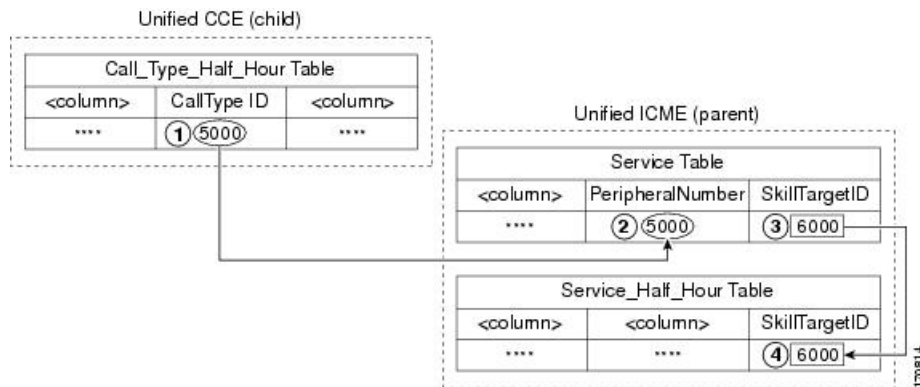 Unified CCE (child)
Call_Type_Half_Hour Table
<column> CallType ID <column>
**** 1 5000 ****
Unified ICME (parent)
Service Table
<column> PeripheralNumber SkillTargetID
**** 2 5000 3 6000
Service_Half_Hour Table
<column> <column> SkillTargetID
**** **** 4 6000